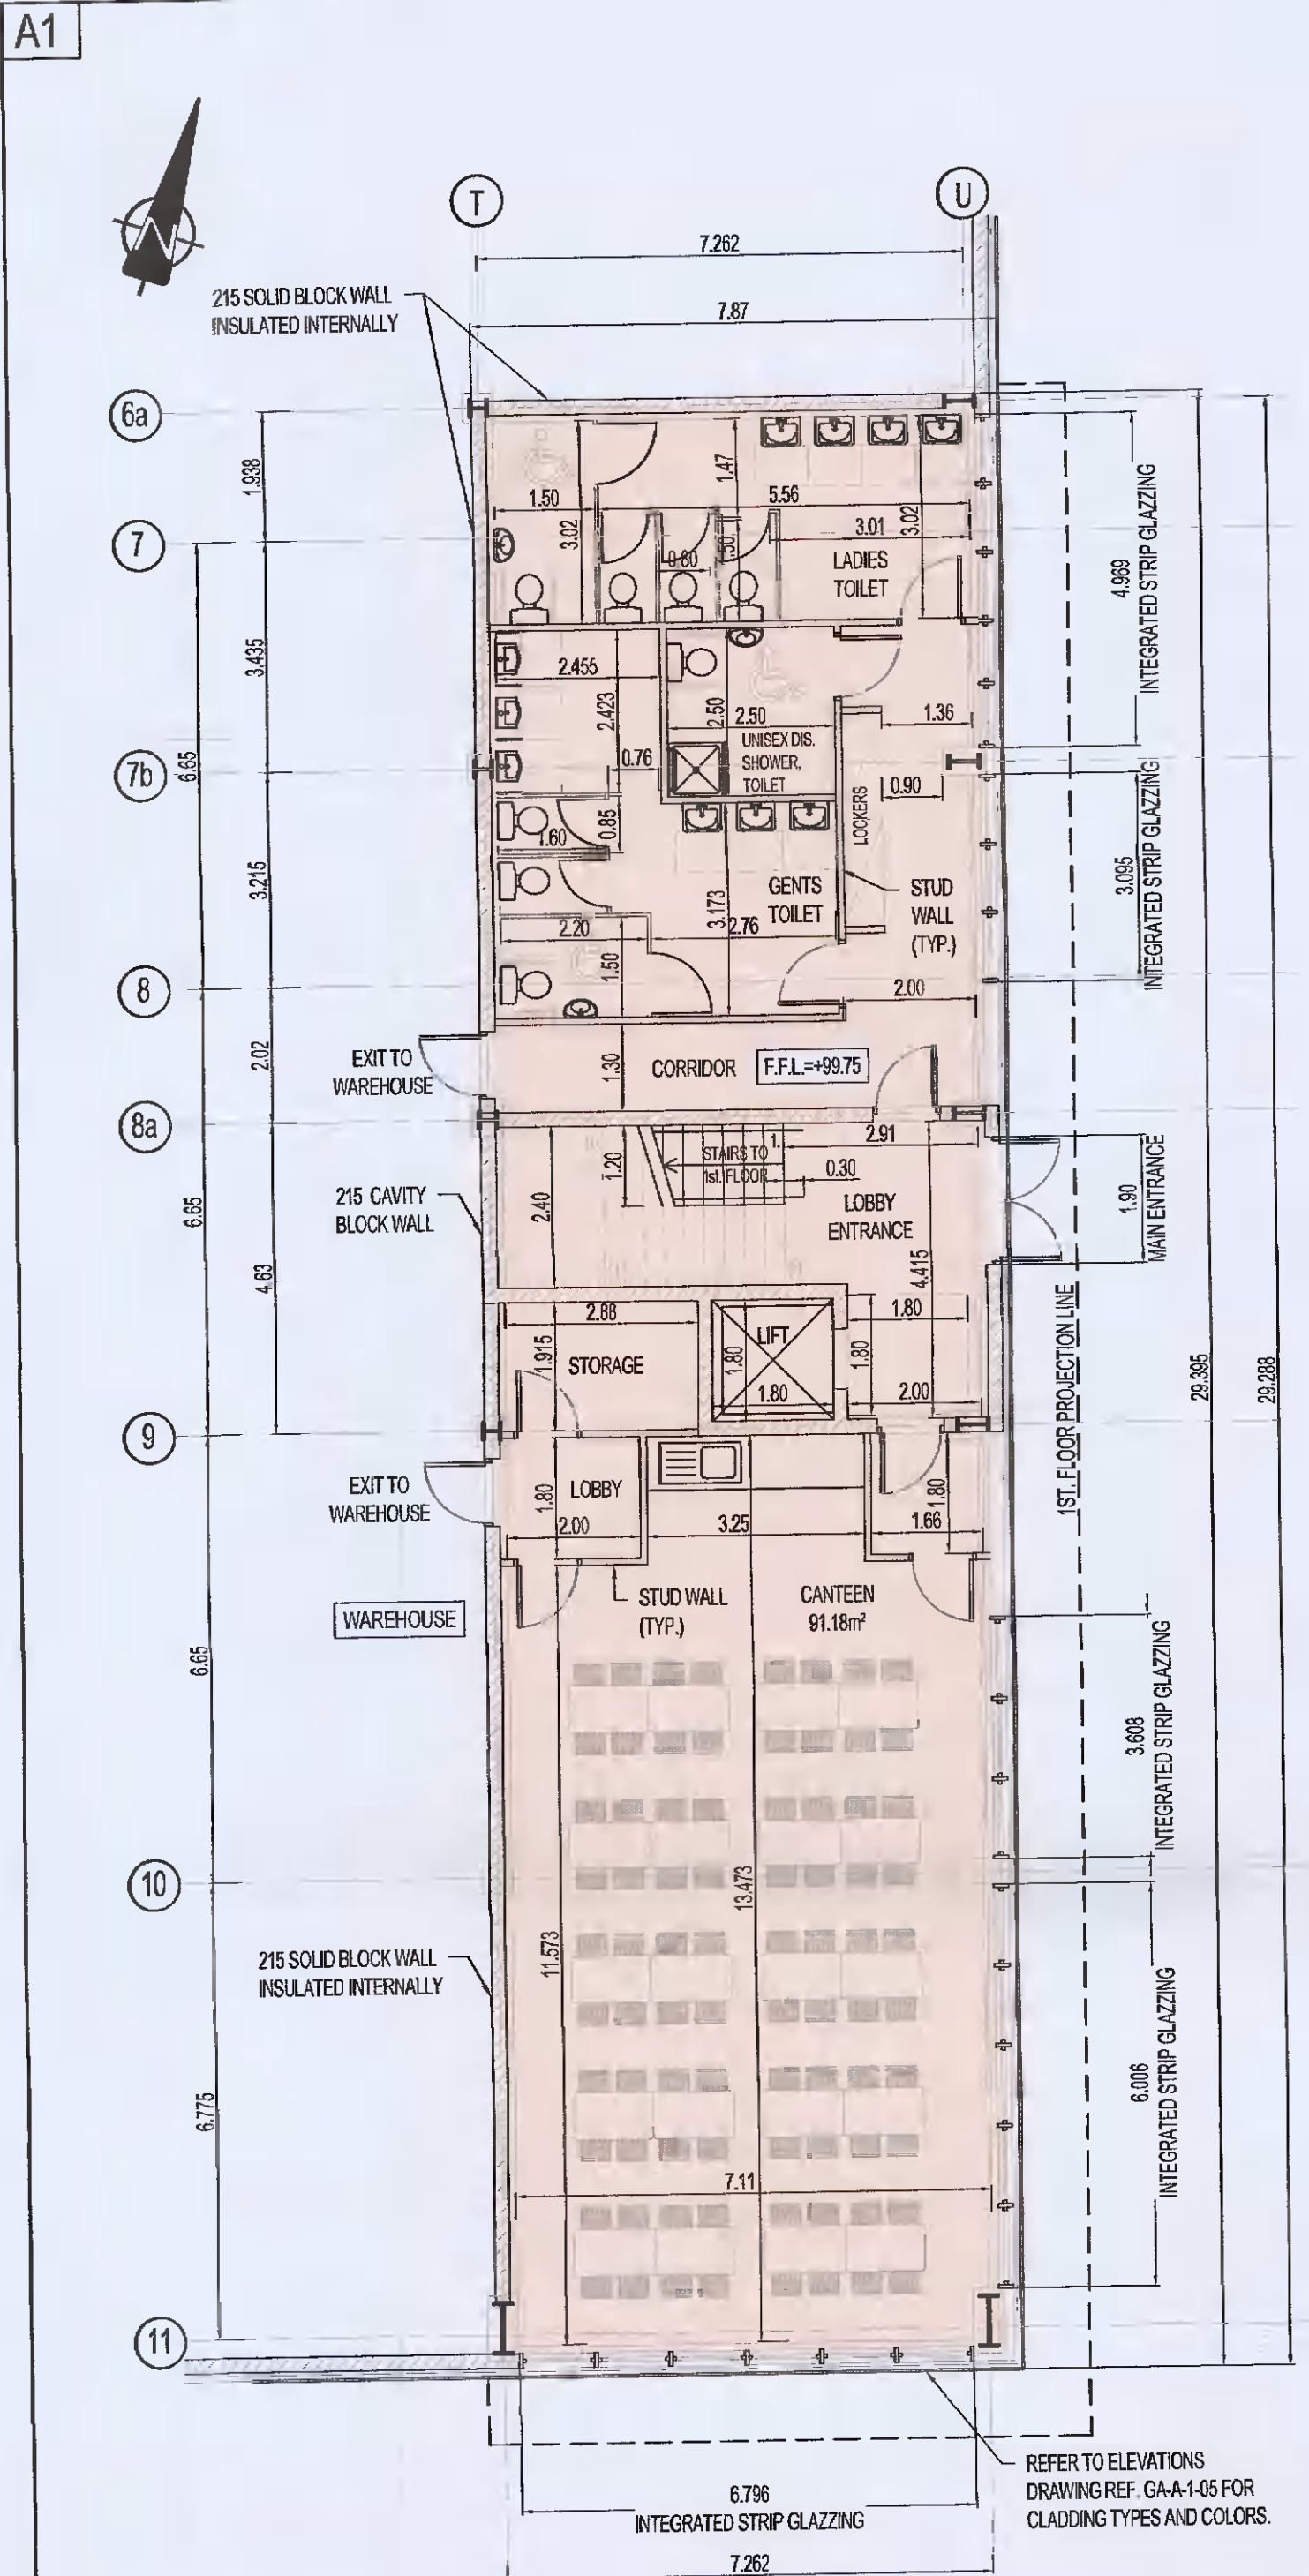 A1
N
T
U
7.262
215 SOLID BLOCK WALL
INSULATED INTERNALLY
7.87
6a
1.938
1.47
1.50
5.56
3.02
3.02
3.01
7
0.80
1.50
LADIES
TOILET
4.969
INTEGRATED STRIP GLAZZING
3.435
2.455
2.423
2.50
2.50
1.36
6.65
7b
0.76
UNISEX DIS.
SHOWER,
TOILET
0.90
LOCKERS
1.60
0.85
3.095
INTEGRATED STRIP GLAZZING
3.215
GENTS
TOILET
STUD
WALL
(TYP.)
3.173
2.20
2.76
1.50
8
2.00
2.02
EXIT TO
WAREHOUSE
1.30
CORRIDOR
F.F.L.=+99.75
8a
1.
2.91
STAIRS TO
1st. FLOOR
1.20
0.30
1.90
MAIN ENTRANCE
215 CAVITY
BLOCK WALL
2.40
LOBBY
ENTRANCE
6.65
4.63
4.415
1.80
2.88
1ST. FLOOR PROJECTION LINE
1.915
STORAGE
LIFT
1.80
1.80
1.80
2.00
29.395
29.288
9
EXIT TO
WAREHOUSE
1.80
LOBBY
1.80
2.00
3.25
1.66
STUD WALL
(TYP.)
CANTEEN
91.18m²
WAREHOUSE
6.65
3.608
INTEGRATED STRIP GLAZZING
10
13.473
11.573
215 SOLID BLOCK WALL
INSULATED INTERNALLY
6.775
6.006
INTEGRATED STRIP GLAZZING
7.11
11
REFER TO ELEVATIONS
DRAWING REF. GA-A-1-05 FOR
CLADDING TYPES AND COLORS.
6.796
INTEGRATED STRIP GLAZZING
7.262